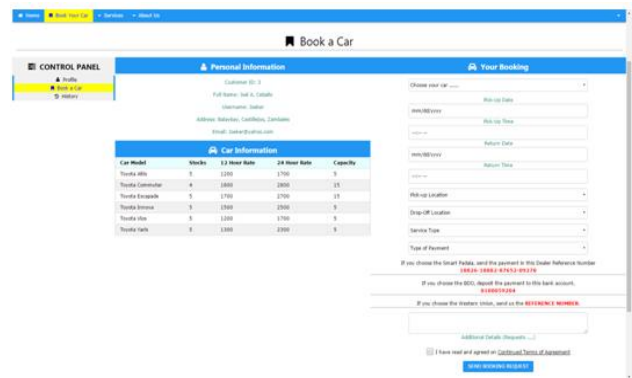 Home Book Your Car Services About Us
Book a Car
CONTROL PANEL
Profile
Book a Car
History
Personal Information
Customer ID: 3
Full Name:
Username:
Address: Balaybay, Castillejos, Zambales
Email:
Car Information
Car Model Stocks 12 Hour Rate 24 Hour Rate Capacity
Toyota Altis 5 1200 1700 5
Toyota Commuter 4 1800 2800 15
Toyota Escapade 5 1700 2700 15
Toyota Innova 5 1500 2500 5
Toyota Vios 5 1200 1700 5
Toyota Yaris 5 1300 2300 5
Your Booking
Choose your car ......
Pick-Up Date
mm/dd/yyyy
Pick-Up Time
--:-- --
Return Date
mm/dd/yyyy
Return Time
--:-- --
Pick-up Location
Drop-Off Location
Service Type
Type of Payment
If you choose the Smart Padala, send the payment in this Dealer Reference Number
If you choose the BDO, deposit the payment to this bank account.
If you choose the Western Union, send us the REFERENCE NUMBER.
Additional Details (Requests ....)
I have read and agreed on Continued Terms of Agreement
SEND BOOKING REQUEST